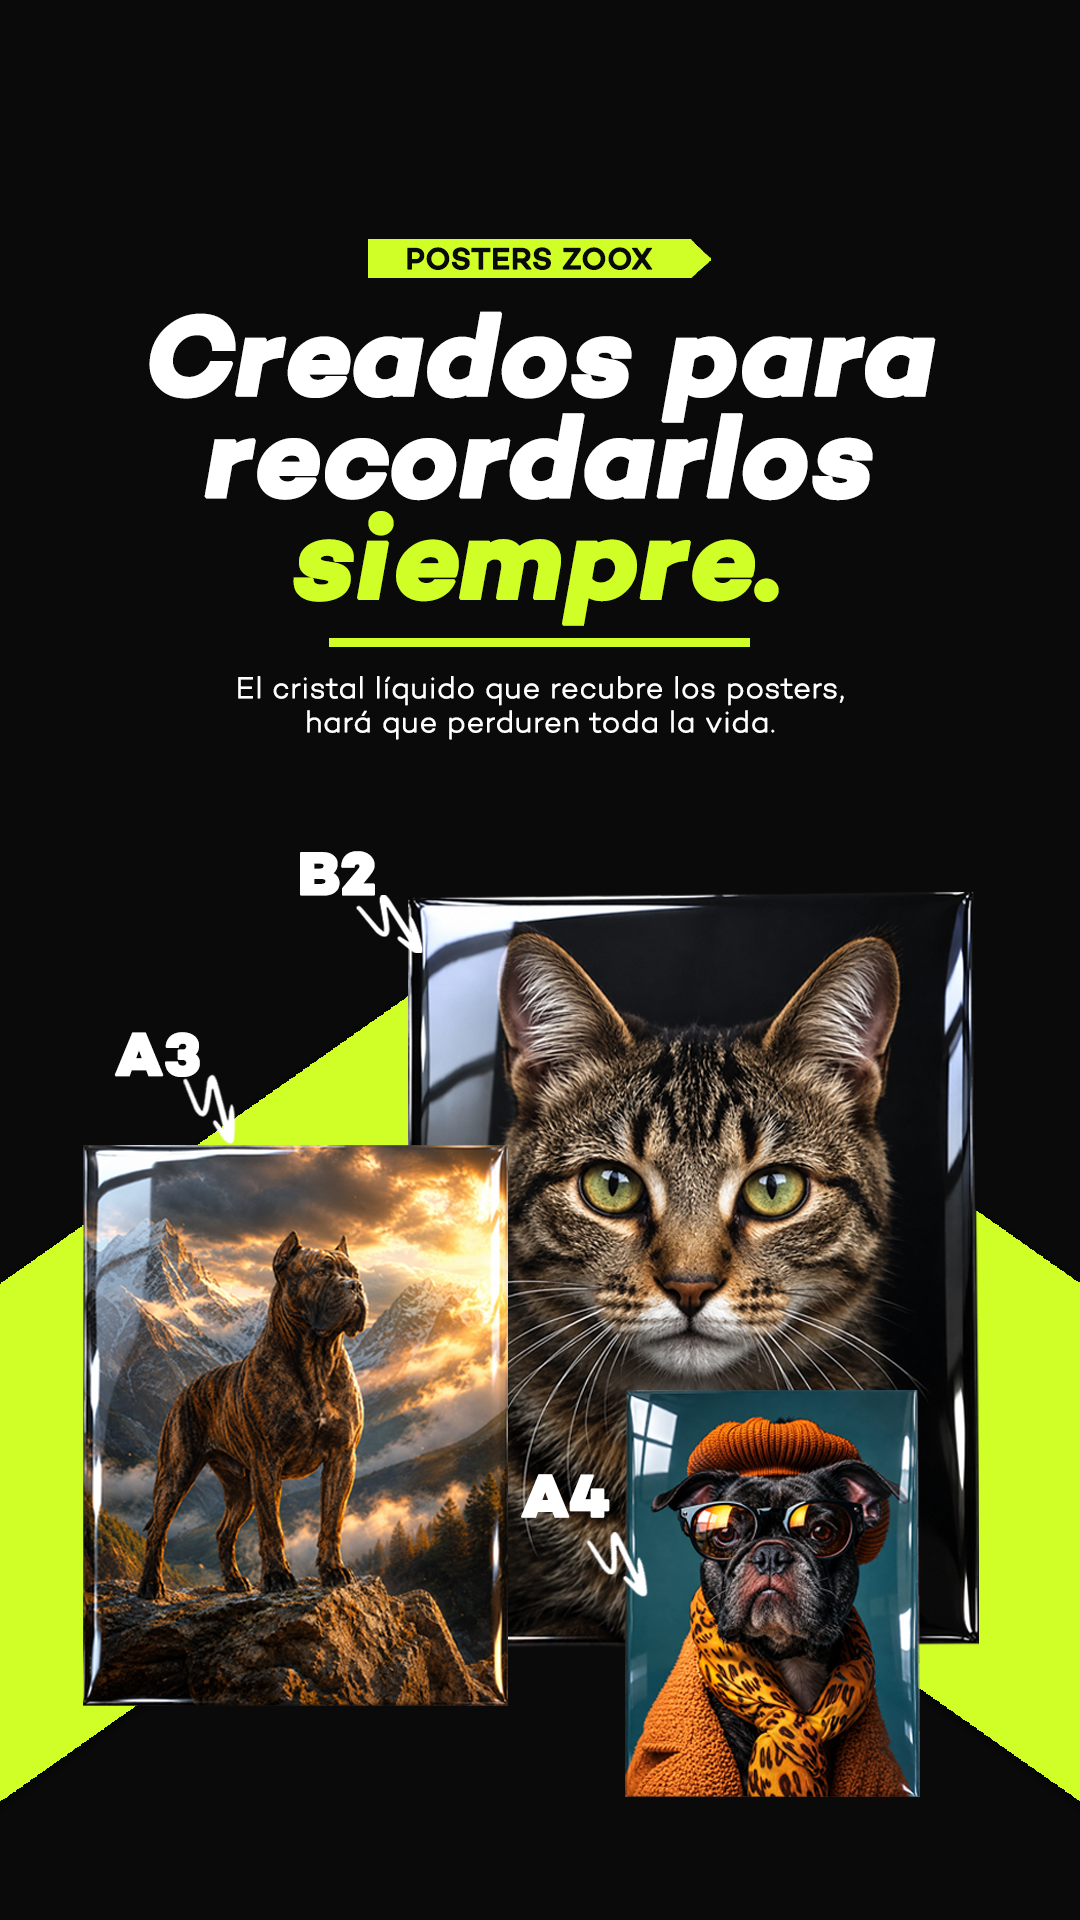 POSTERS ZOOX
Creados para
recordarlos
siempre.
El cristal líquido que recubre los posters,
hará que perduren toda la vida.
B2
A3
A4